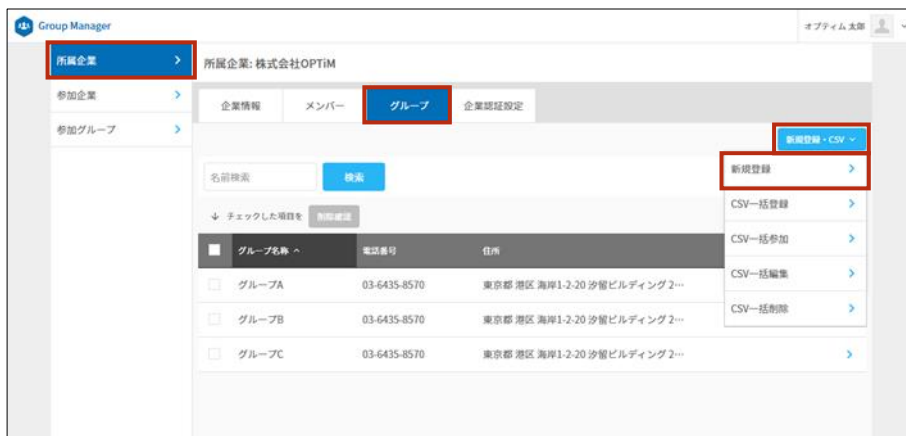 Group Manager
オプティム 太郎
所属企業
参加企業
参加グループ
所属企業: 株式会社OPTiM
企業情報 メンバー グループ 企業認証設定
新規登録・CSV
新規登録
CSV一括登録
CSV一括参加
CSV一括編集
CSV一括削除
名前検索 検索
↓ チェックした項目を 削除確認
グループ名称 電話番号 住所
グループA 03-6435-8570 東京都 港区 海岸1-2-20 汐留ビルディング 2…
グループB 03-6435-8570 東京都 港区 海岸1-2-20 汐留ビルディング 2…
グループC 03-6435-8570 東京都 港区 海岸1-2-20 汐留ビルディング 2…